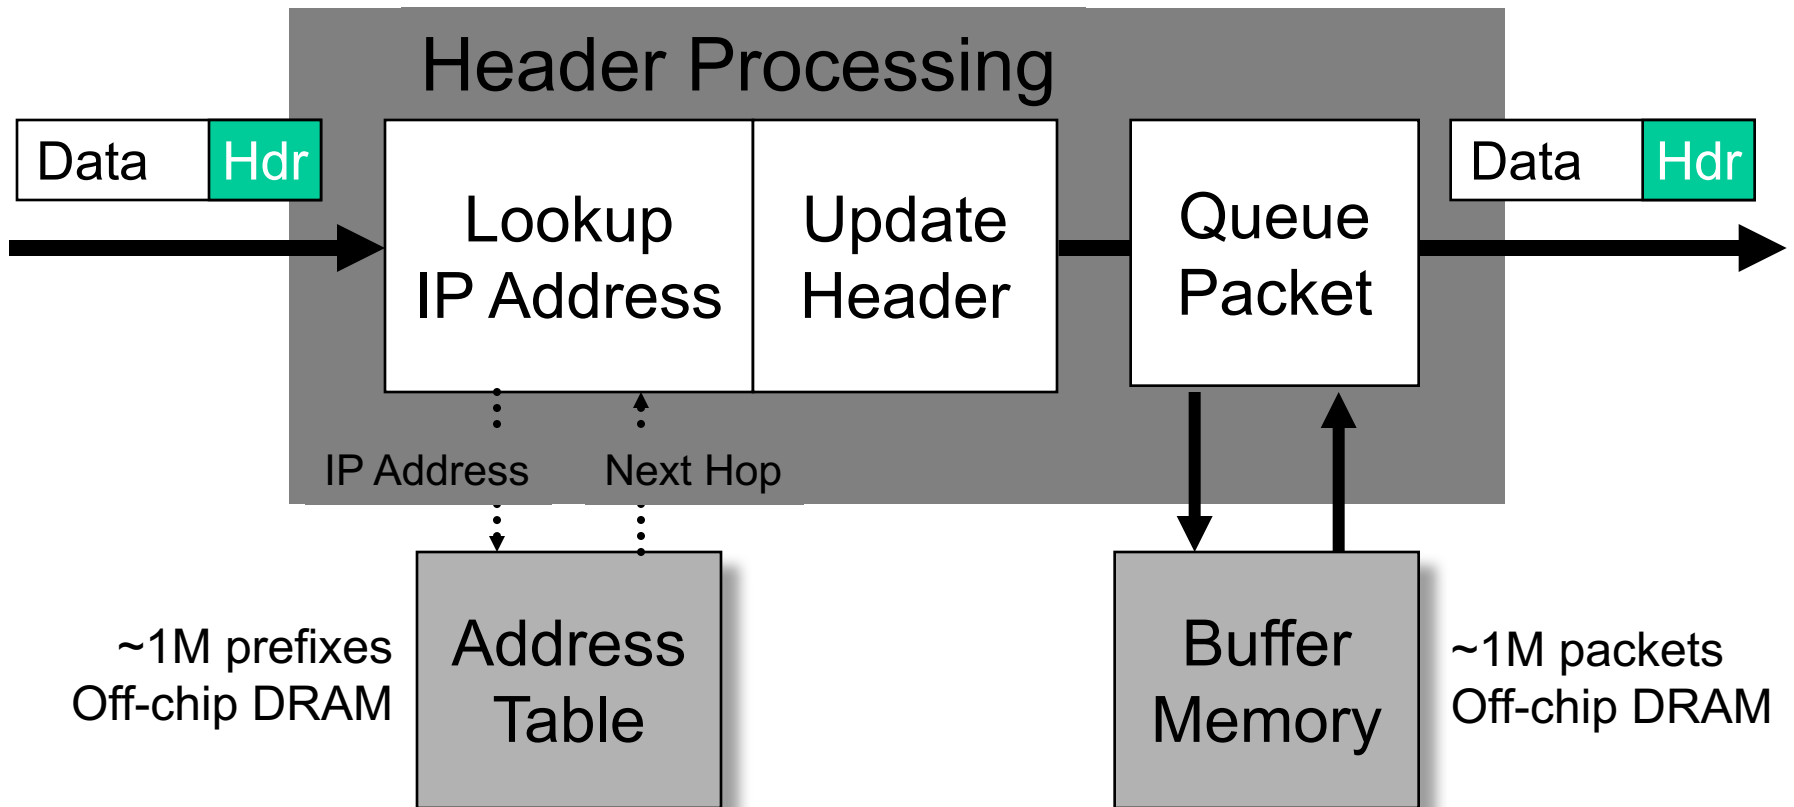 Header Processing
Data Hdr
Lookup
IP Address
Update
Header
Queue
Packet
Data Hdr
IP Address
Next Hop
~1M prefixes
Off-chip DRAM
Address
Table
Buffer
Memory
~1M packets
Off-chip DRAM